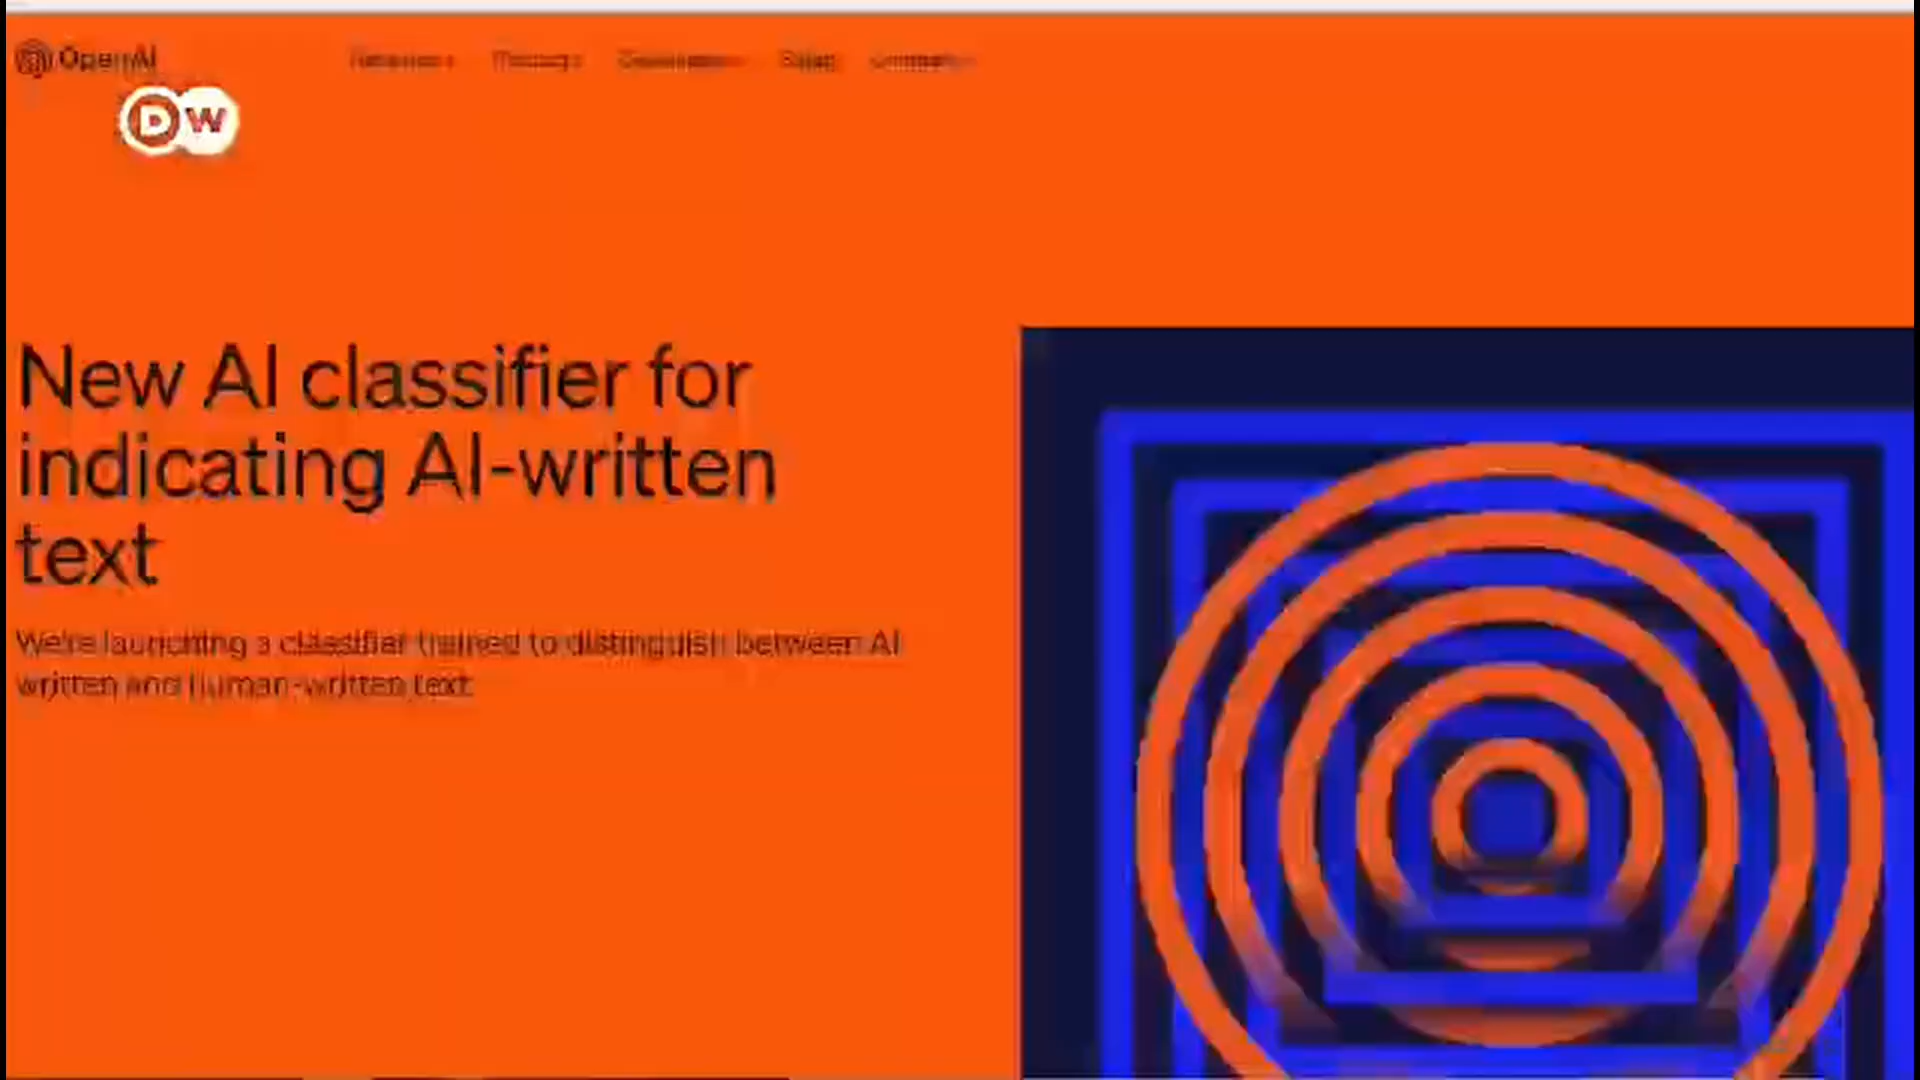 OpenAI
DW
New AI classifier for
indicating AI-written
text
We're launching a classifier trained to distinguish between AI
written and human-written text.